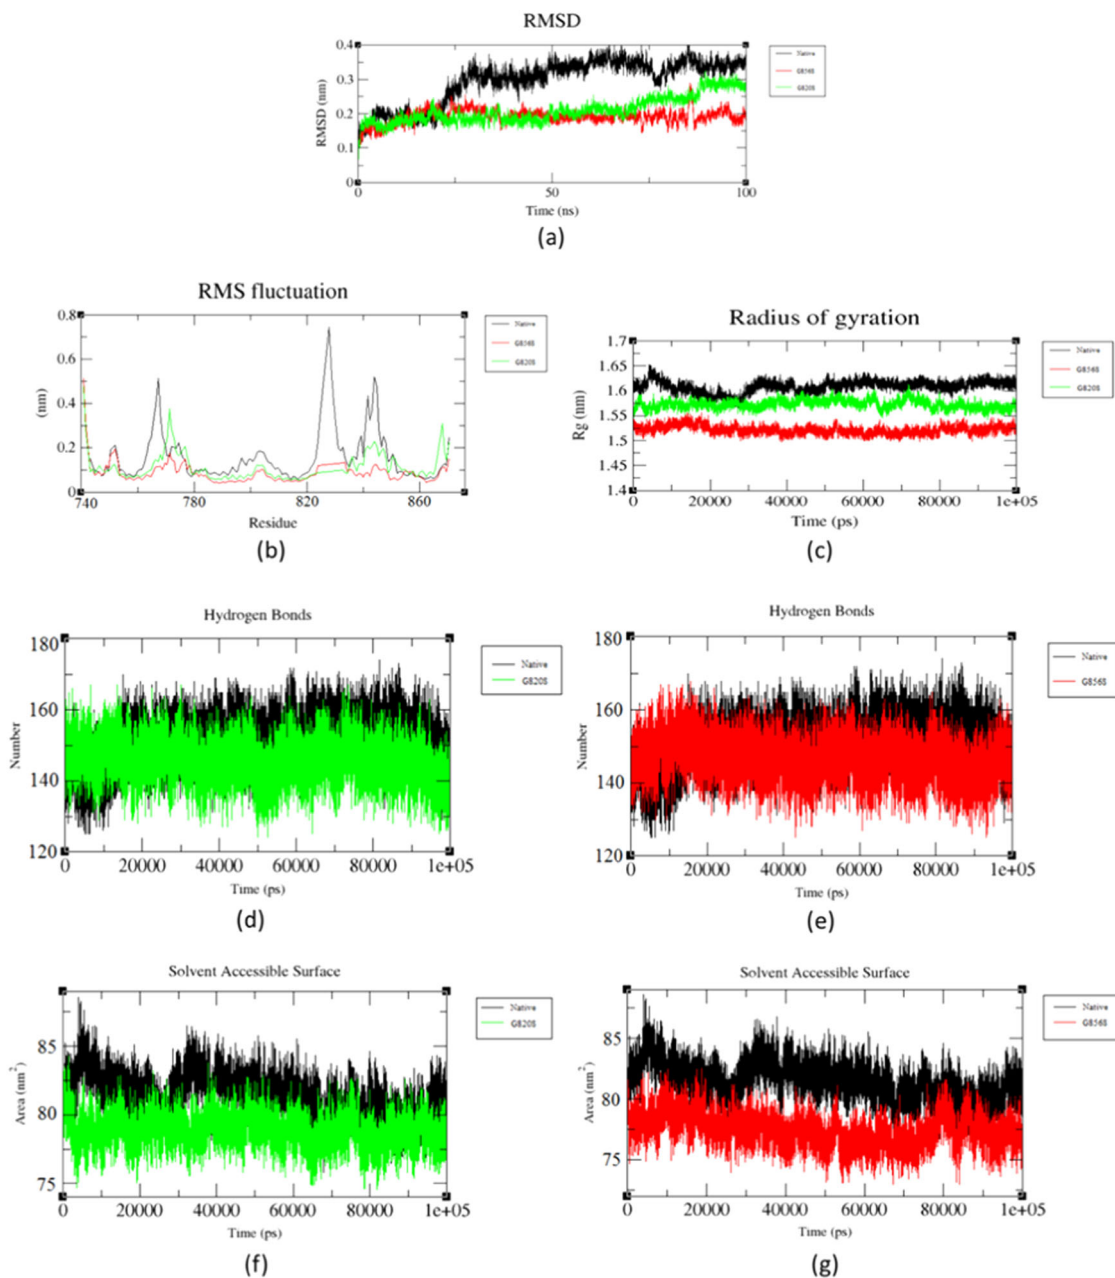 RMSD
0.4
0.3
0.2
0.1
0
RMSD (nm)
0
50
100
Time (ns)
Native
G856S
G820S
(a)
RMS fluctuation
0.8
0.6
0.4
0.2
0
(nm)
740
780
820
860
Residue
Native
G856S
G820S
(b)
Radius of gyration
1.7
1.65
1.6
1.55
1.5
1.45
1.4
Rg (nm)
0
20000
40000
60000
80000
1e+05
Time (ps)
Native
G856S
G820S
(c)
Hydrogen Bonds
180
160
140
120
Number
0
20000
40000
60000
80000
1e+05
Time (ps)
Native
G820S
(d)
Hydrogen Bonds
180
160
140
120
Number
0
20000
40000
60000
80000
1e+05
Time (ps)
Native
G856S
(e)
Solvent Accessible Surface
85
80
75
Area (nm²)
0
20000
40000
60000
80000
1e+05
Time (ps)
Native
G820S
(f)
Solvent Accessible Surface
85
80
75
Area (nm²)
0
20000
40000
60000
80000
1e+05
Time (ps)
Native
G856S
(g)